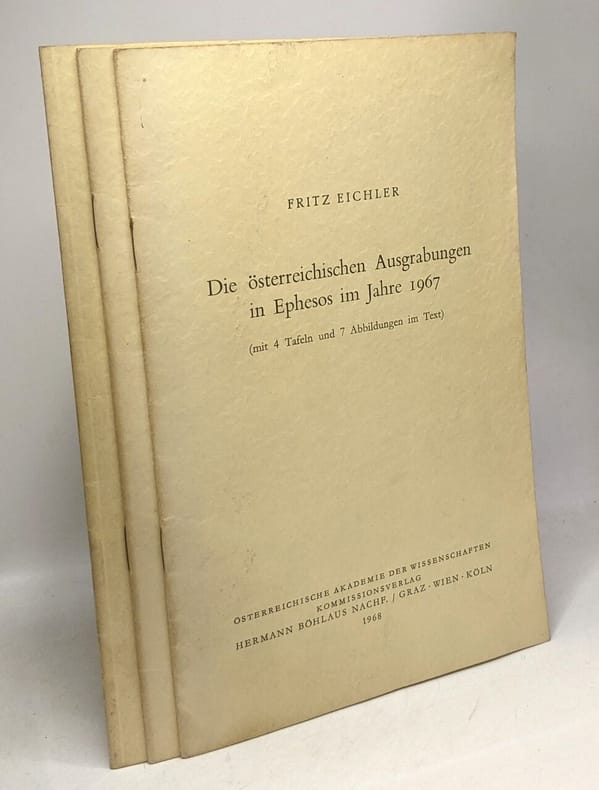 FRITZ EICHLER
Die österreichischen Ausgrabungen
in Ephesos im Jahre 1967
(mit 4 Tafeln und 7 Abbildungen im Text)
ÖSTERREICHISCHE AKADEMIE DER WISSENSCHAFTEN
KOMMISSIONSVERLAG
HERMANN BÖHLAUS NACHF. / GRAZ · WIEN · KÖLN
1968